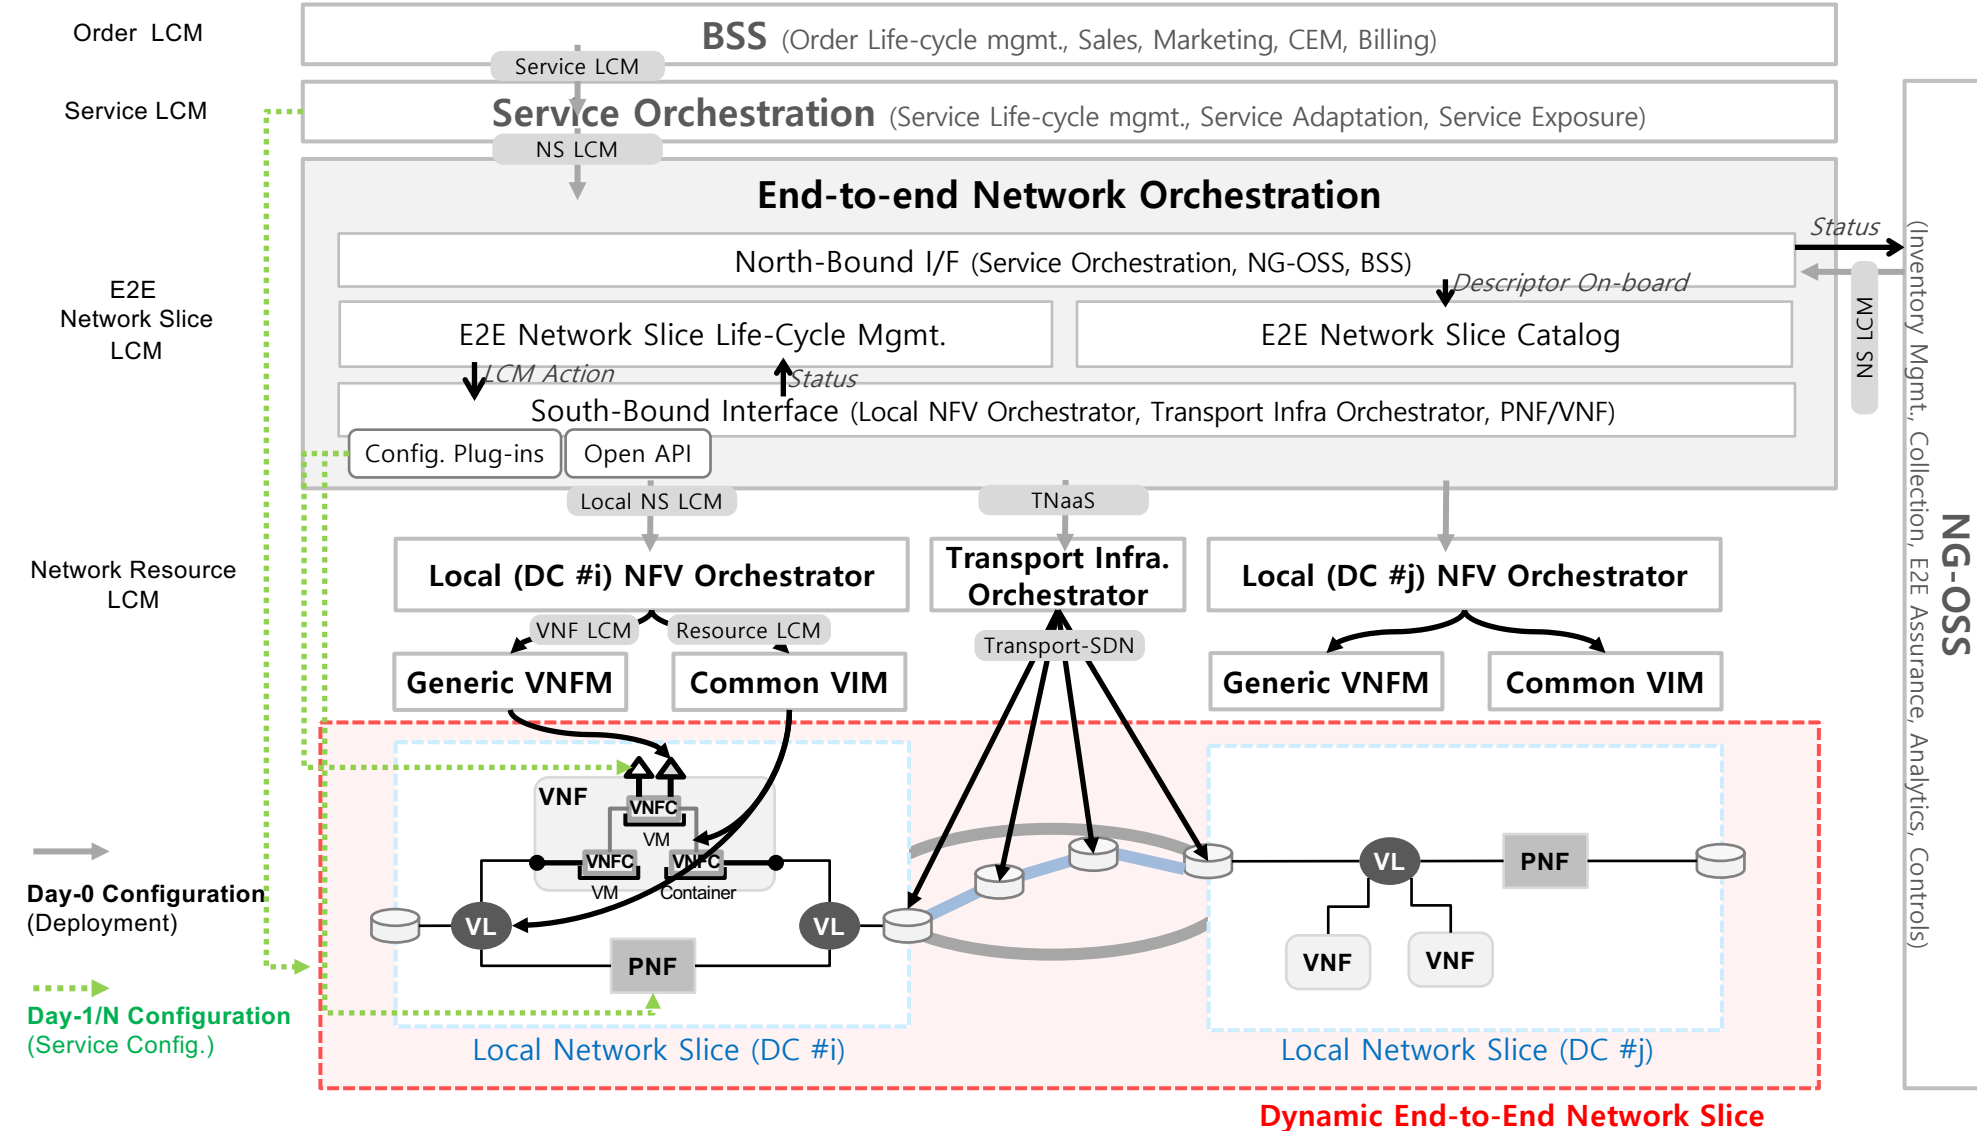 Order LCM
BSS (Order Life-cycle mgmt., Sales, Marketing, CEM, Billing)
Service LCM
Service LCM
Service Orchestration (Service Life-cycle mgmt., Service Adaptation, Service Exposure)
NS LCM
End-to-end Network Orchestration
E2E
Network Slice
LCM
North-Bound I/F (Service Orchestration, NG-OSS, BSS)
Status
NS LCM
Descriptor On-board
E2E Network Slice Life-Cycle Mgmt.
E2E Network Slice Catalog
LCM Action
Status
South-Bound Interface (Local NFV Orchestrator, Transport Infra Orchestrator, PNF/VNF)
Config. Plug-ins
Open API
Local NS LCM
TNaaS
NG-OSS
(Inventory Mgmt., Collection, E2E Assurance, Analytics, Controls)
Network Resource
LCM
Local (DC #i) NFV Orchestrator
Transport Infra.
Orchestrator
Local (DC #j) NFV Orchestrator
VNF LCM
Resource LCM
Transport-SDN
Generic VNFM
Common VIM
Generic VNFM
Common VIM
VNF
VNFC
VM
VNFC
VNFC
VM
Container
VL
VL
PNF
VL
PNF
VNF
VNF
Day-0 Configuration
(Deployment)
Day-1/N Configuration
(Service Config.)
Local Network Slice (DC #i)
Local Network Slice (DC #j)
Dynamic End-to-End Network Slice